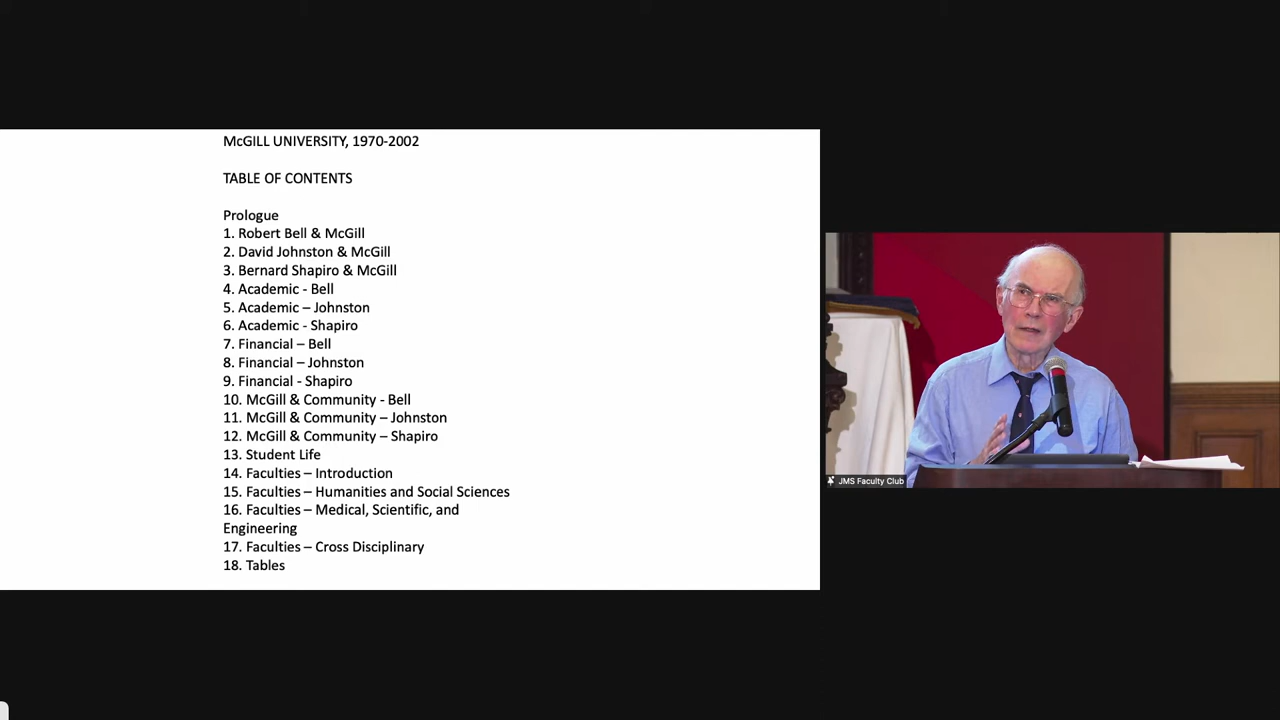 McGILL UNIVERSITY, 1970-2002
TABLE OF CONTENTS
Prologue
1. Robert Bell & McGill
2. David Johnston & McGill
3. Bernard Shapiro & McGill
4. Academic - Bell
5. Academic – Johnston
6. Academic - Shapiro
7. Financial – Bell
8. Financial – Johnston
9. Financial - Shapiro
10. McGill & Community - Bell
11. McGill & Community – Johnston
12. McGill & Community – Shapiro
13. Student Life
14. Faculties – Introduction
15. Faculties – Humanities and Social Sciences
16. Faculties – Medical, Scientific, and
Engineering
17. Faculties – Cross Disciplinary
18. Tables
JMS Faculty Club